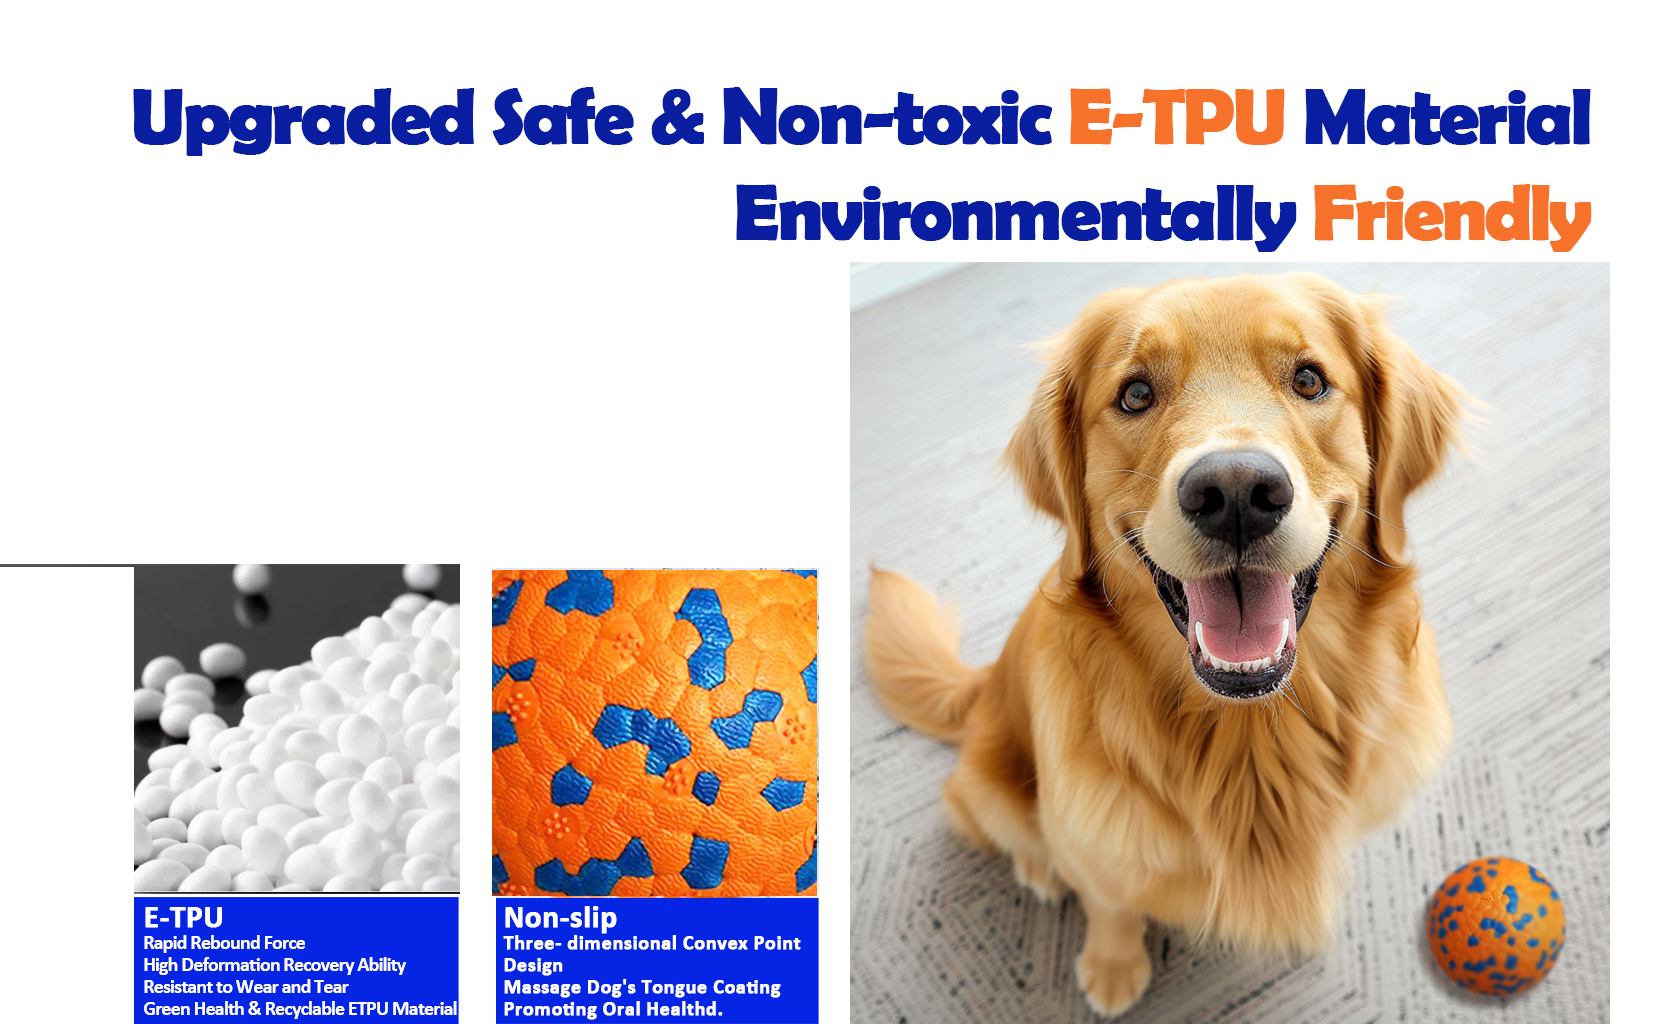 Upgraded Safe & Non-toxic E-TPU Material
Environmentally Friendly
E-TPU
Rapid Rebound Force
High Deformation Recovery Ability
Resistant to Wear and Tear
Green Health & Recyclable ETPU Material
Non-slip
Three- dimensional Convex Point
Design
Massage Dog's Tongue Coating
Promoting Oral Healthd.